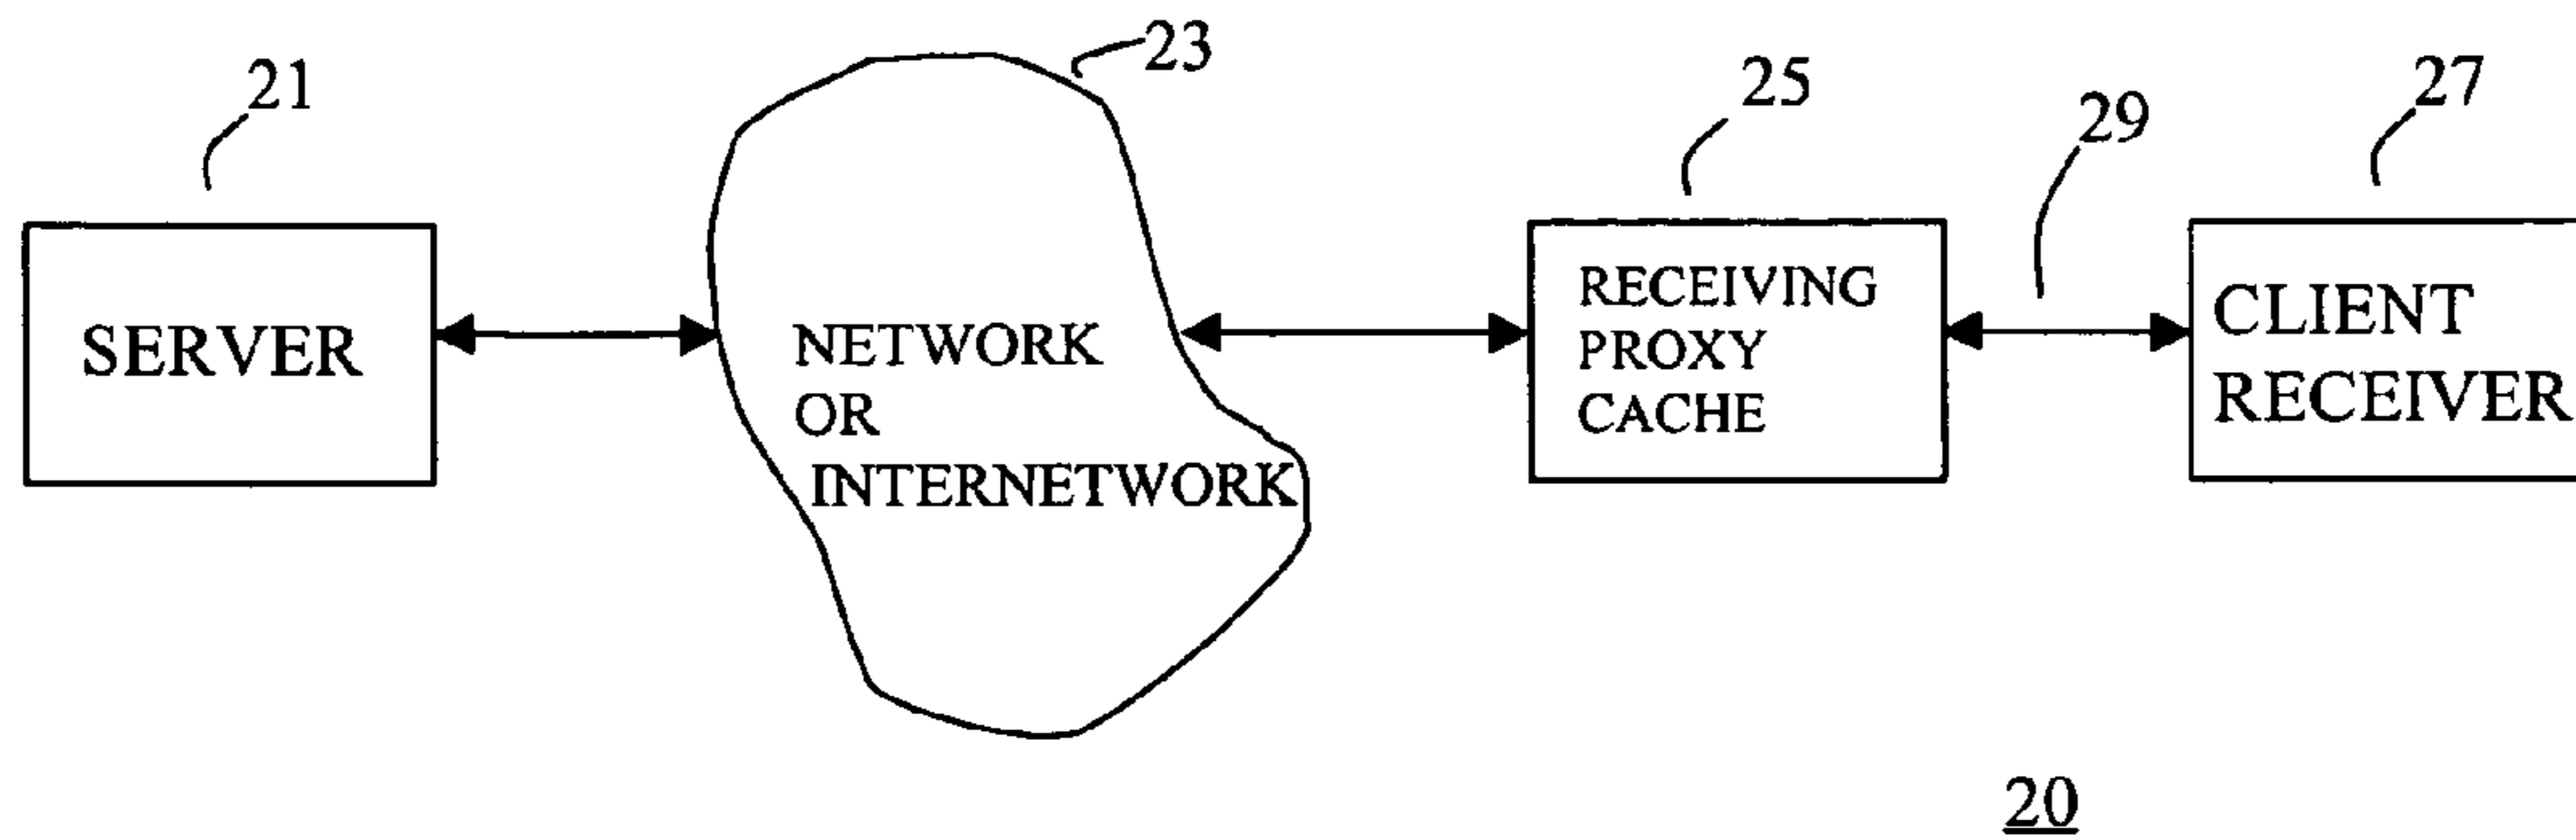 21
23
25
29
27
SERVER
NETWORK
OR
INTERNETWORK
RECEIVING
PROXY
CACHE
CLIENT
RECEIVER
20